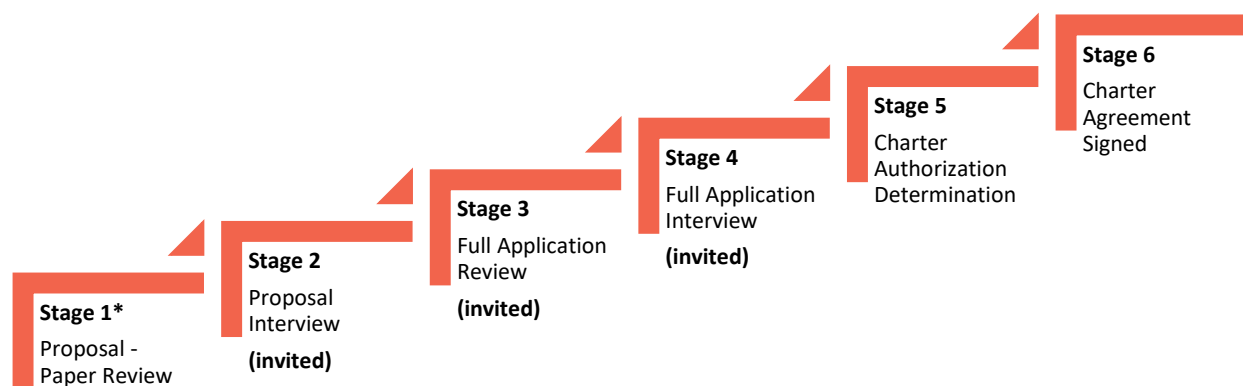 Stage 1*
Proposal -
Paper Review
Stage 2
Proposal
Interview
(invited)
Stage 3
Full Application
Review
(invited)
Stage 4
Full Application
Interview
(invited)
Stage 5
Charter
Authorization
Determination
Stage 6
Charter
Agreement
Signed